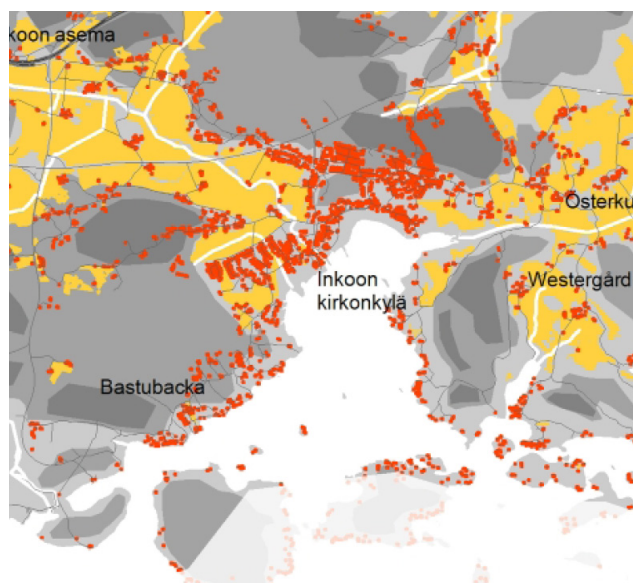 koon asema
Österku
Westergård
Inkoon
kirkonkylä
Bastubacka